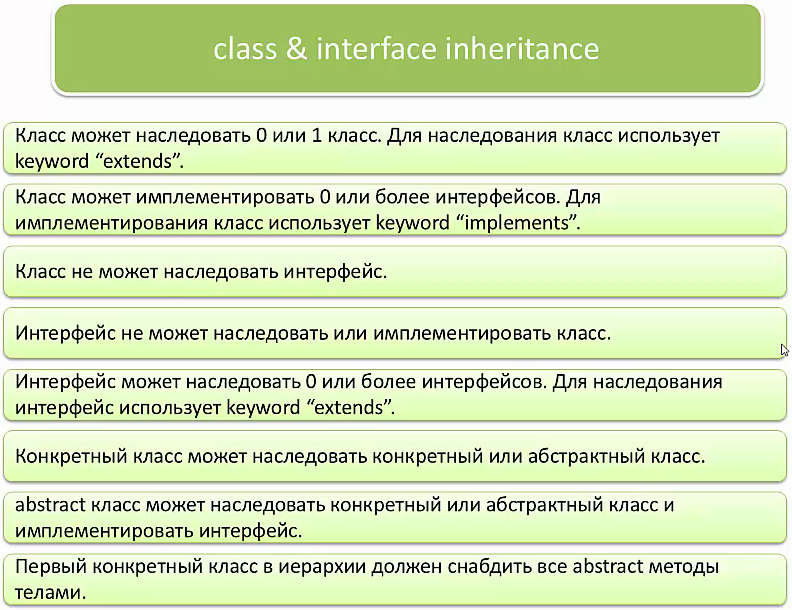 class & interface inheritance
Класс может наследовать 0 или 1 класс. Для наследования класс использует
keyword “extends”.
Класс может имплементировать 0 или более интерфейсов. Для
имплементирования класс использует keyword “implements”.
Класс не может наследовать интерфейс.
Интерфейс не может наследовать или имплементировать класс.
Интерфейс может наследовать 0 или более интерфейсов. Для наследования
интерфейс использует keyword “extends”.
Конкретный класс может наследовать конкретный или абстрактный класс.
abstract класс может наследовать конкретный или абстрактный класс и
имплементировать интерфейс.
Первый конкретный класс в иерархии должен снабдить все abstract методы
телами.